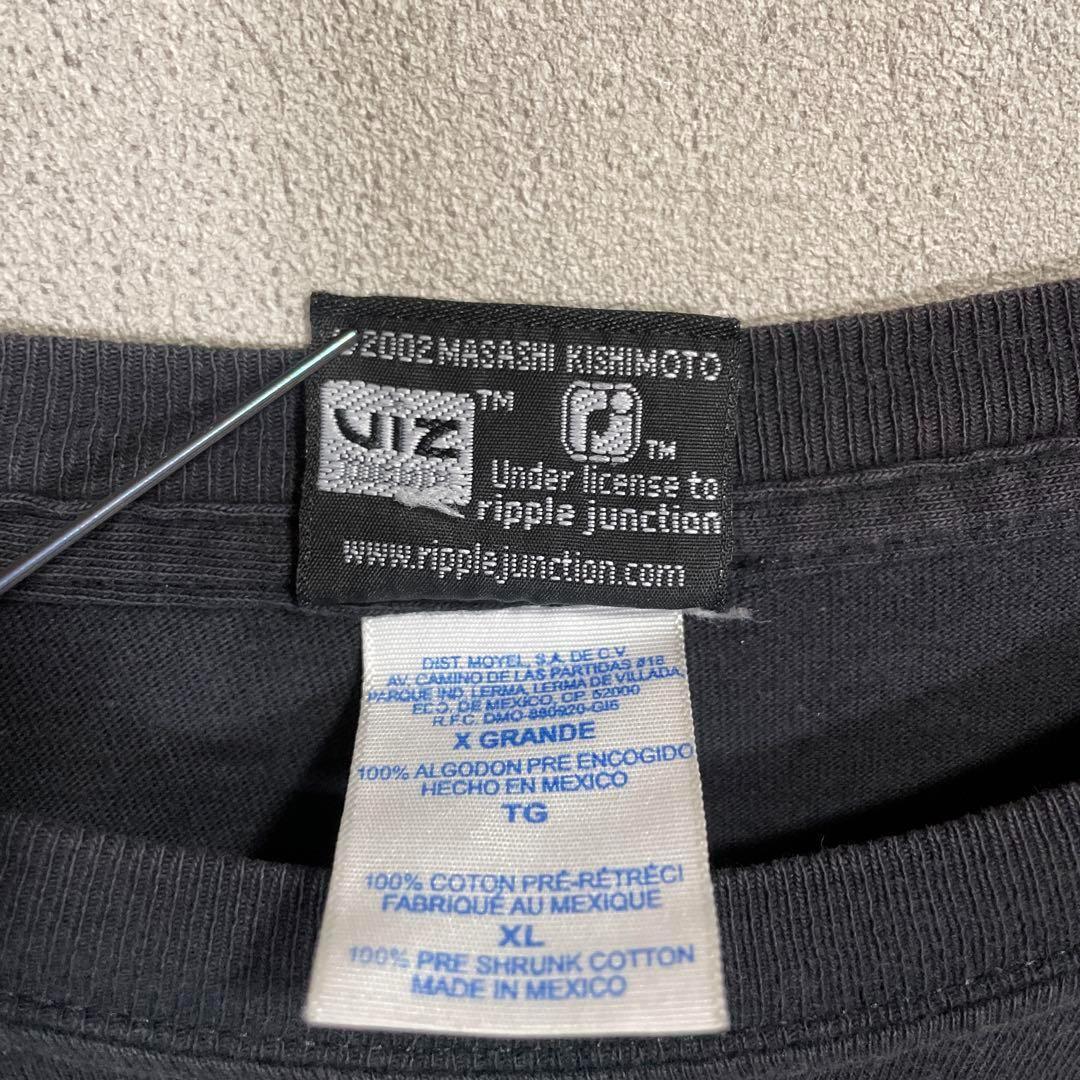 2002 MASASHI KISHIMOTO
VIZ ™
™
Under license to
ripple junction
www.ripplejunction.com
DIST. MOYEL, S.A. DE C.V.
AV. CAMINO DE LAS PARTIDAS #18
PARQUE IND. LERMA, LERMA DE VILLADA,
EDO. DE MEXICO, CP. 52000
R.F.C. DMO-880920-GI6
X GRANDE
100% ALGODON PRE ENCOGIDO
HECHO EN MEXICO
TG
100% COTON PRÉ-RÉTRÉCI
FABRIQUÉ AU MEXIQUE
XL
100% PRE SHRUNK COTTON
MADE IN MEXICO